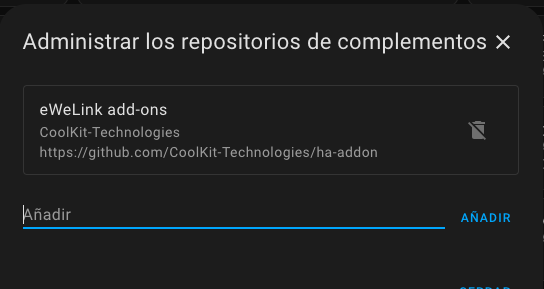 Administrar los repositorios de complementos
eWeLink add-ons
CoolKit-Technologies
https://github.com/CoolKit-Technologies/ha-addon
Añadir
AÑADIR
CERRAR